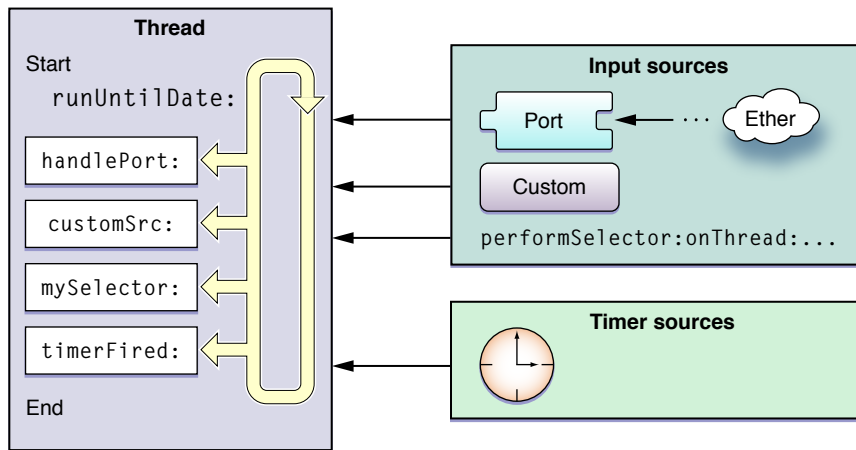 Thread
Start
runUntilDate:
handlePort:
customSrc:
mySelector:
timerFired:
End
Input sources
Port
... Ether
Custom
performSelector:onThread:...
Timer sources